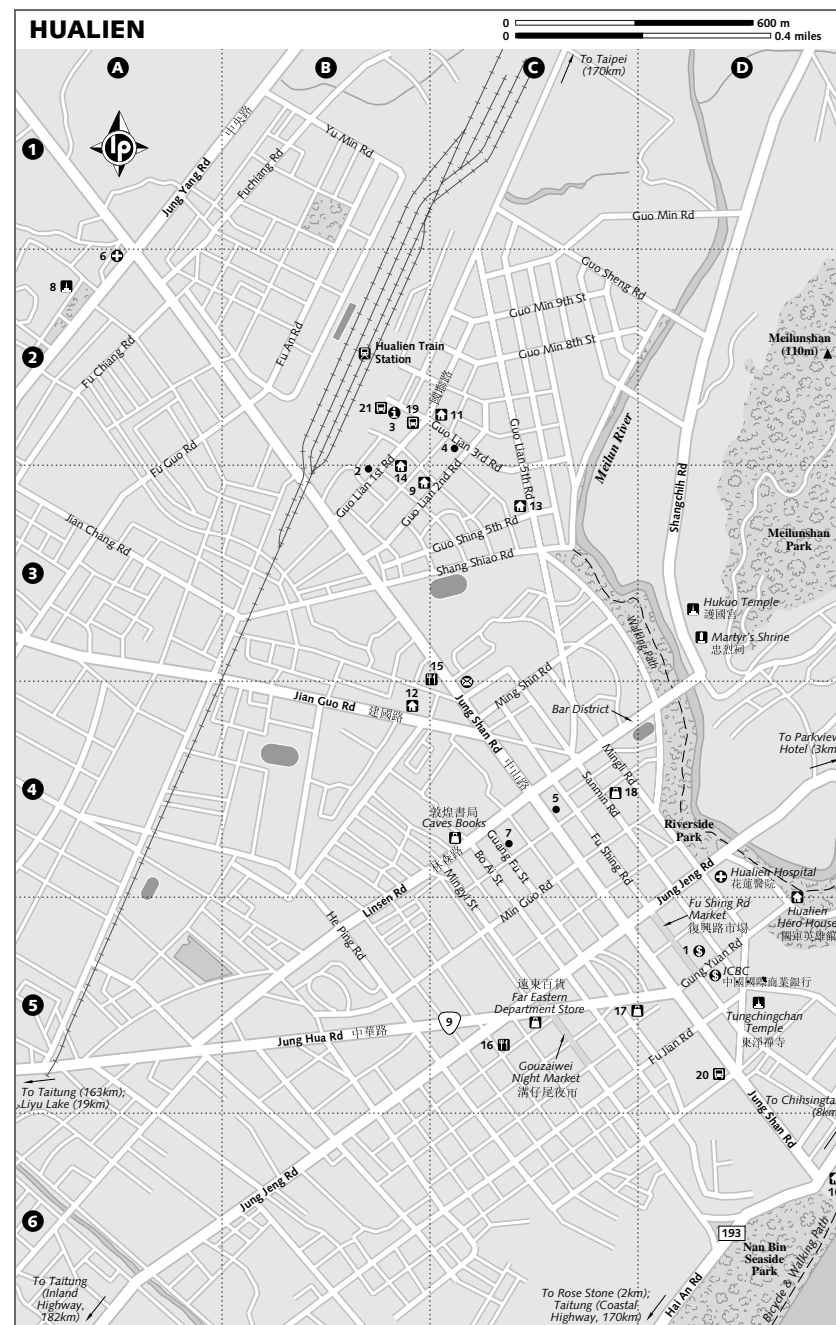 HUALIEN
0 600 m
0 0.4 miles
A
B
C
D
To Taipei
(170km)
1
lp
中央路
Jung Yang Rd
Fuchiang Rd
Yu Min Rd
Guo Min Rd
6
8
Guo Sheng Rd
Guo Min 9th St
Guo Min 8th St
Meilunshan
(110m)
2
Fu Chiang Rd
Fu An Rd
Hualien Train
Station
國聯路
21
19
3
11
Guo Lian 3rd Rd
4
Guo Lian 5th Rd
Meilun River
Shangchih Rd
Fu Guo Rd
2
14
9
Guo Lian 1st Rd
Guo Lian 2nd Rd
13
Jian Chang Rd
Guo Shing 5th Rd
Shang Shiao Rd
Meilunshan
Park
3
Walking Path
Hukuo Temple
護國宮
Martyr's Shrine
忠烈祠
15
12
Jian Guo Rd 建國路
Jung Shan Rd
中山路
Ming Shin Rd
Bar District
To Parkview
Hotel (3km
Mingli Rd
Sanmin Rd
18
4
5
敦煌書局
Caves Books
7
林森路
Linsen Rd
Mingyi St
Bo Ai St
Guang Fu St
Min Guo Rd
Fu Shing Rd
Riverside
Park
Jung Jeng Rd
Hualien Hospital
花蓮醫院
Hualien
Hero House
國軍英雄館
Fu Shing Rd
Market
復興路市場
He Ping Rd
1
Gung Yuan Rd
ICBC
中國國際商業銀行
遠東百貨
Far Eastern
Department Store
5
9
Jung Hua Rd 中華路
17
16
Tungchingchan
Temple
東淨禪寺
Fu Jian Rd
Gouzaiwei
Night Market
溝仔尾夜市
20
To Taitung (163km);
Liyu Lake (19km)
To Chihsingta
(8km
Jung Shan Rd
Jung Jeng Rd
10
6
193
Nan Bin
Seaside
Park
Bicycle & Walking Path
Hai An Rd
To Taitung
(Inland
Highway,
182km)
To Rose Stone (2km);
Taitung (Coastal
Highway, 170km)